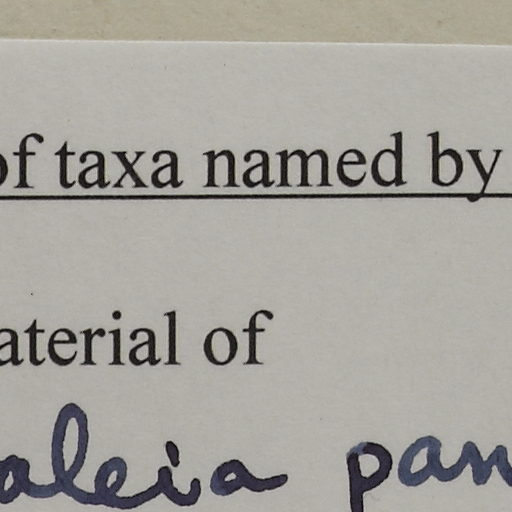 of taxa named by
aterial of
aleia pan